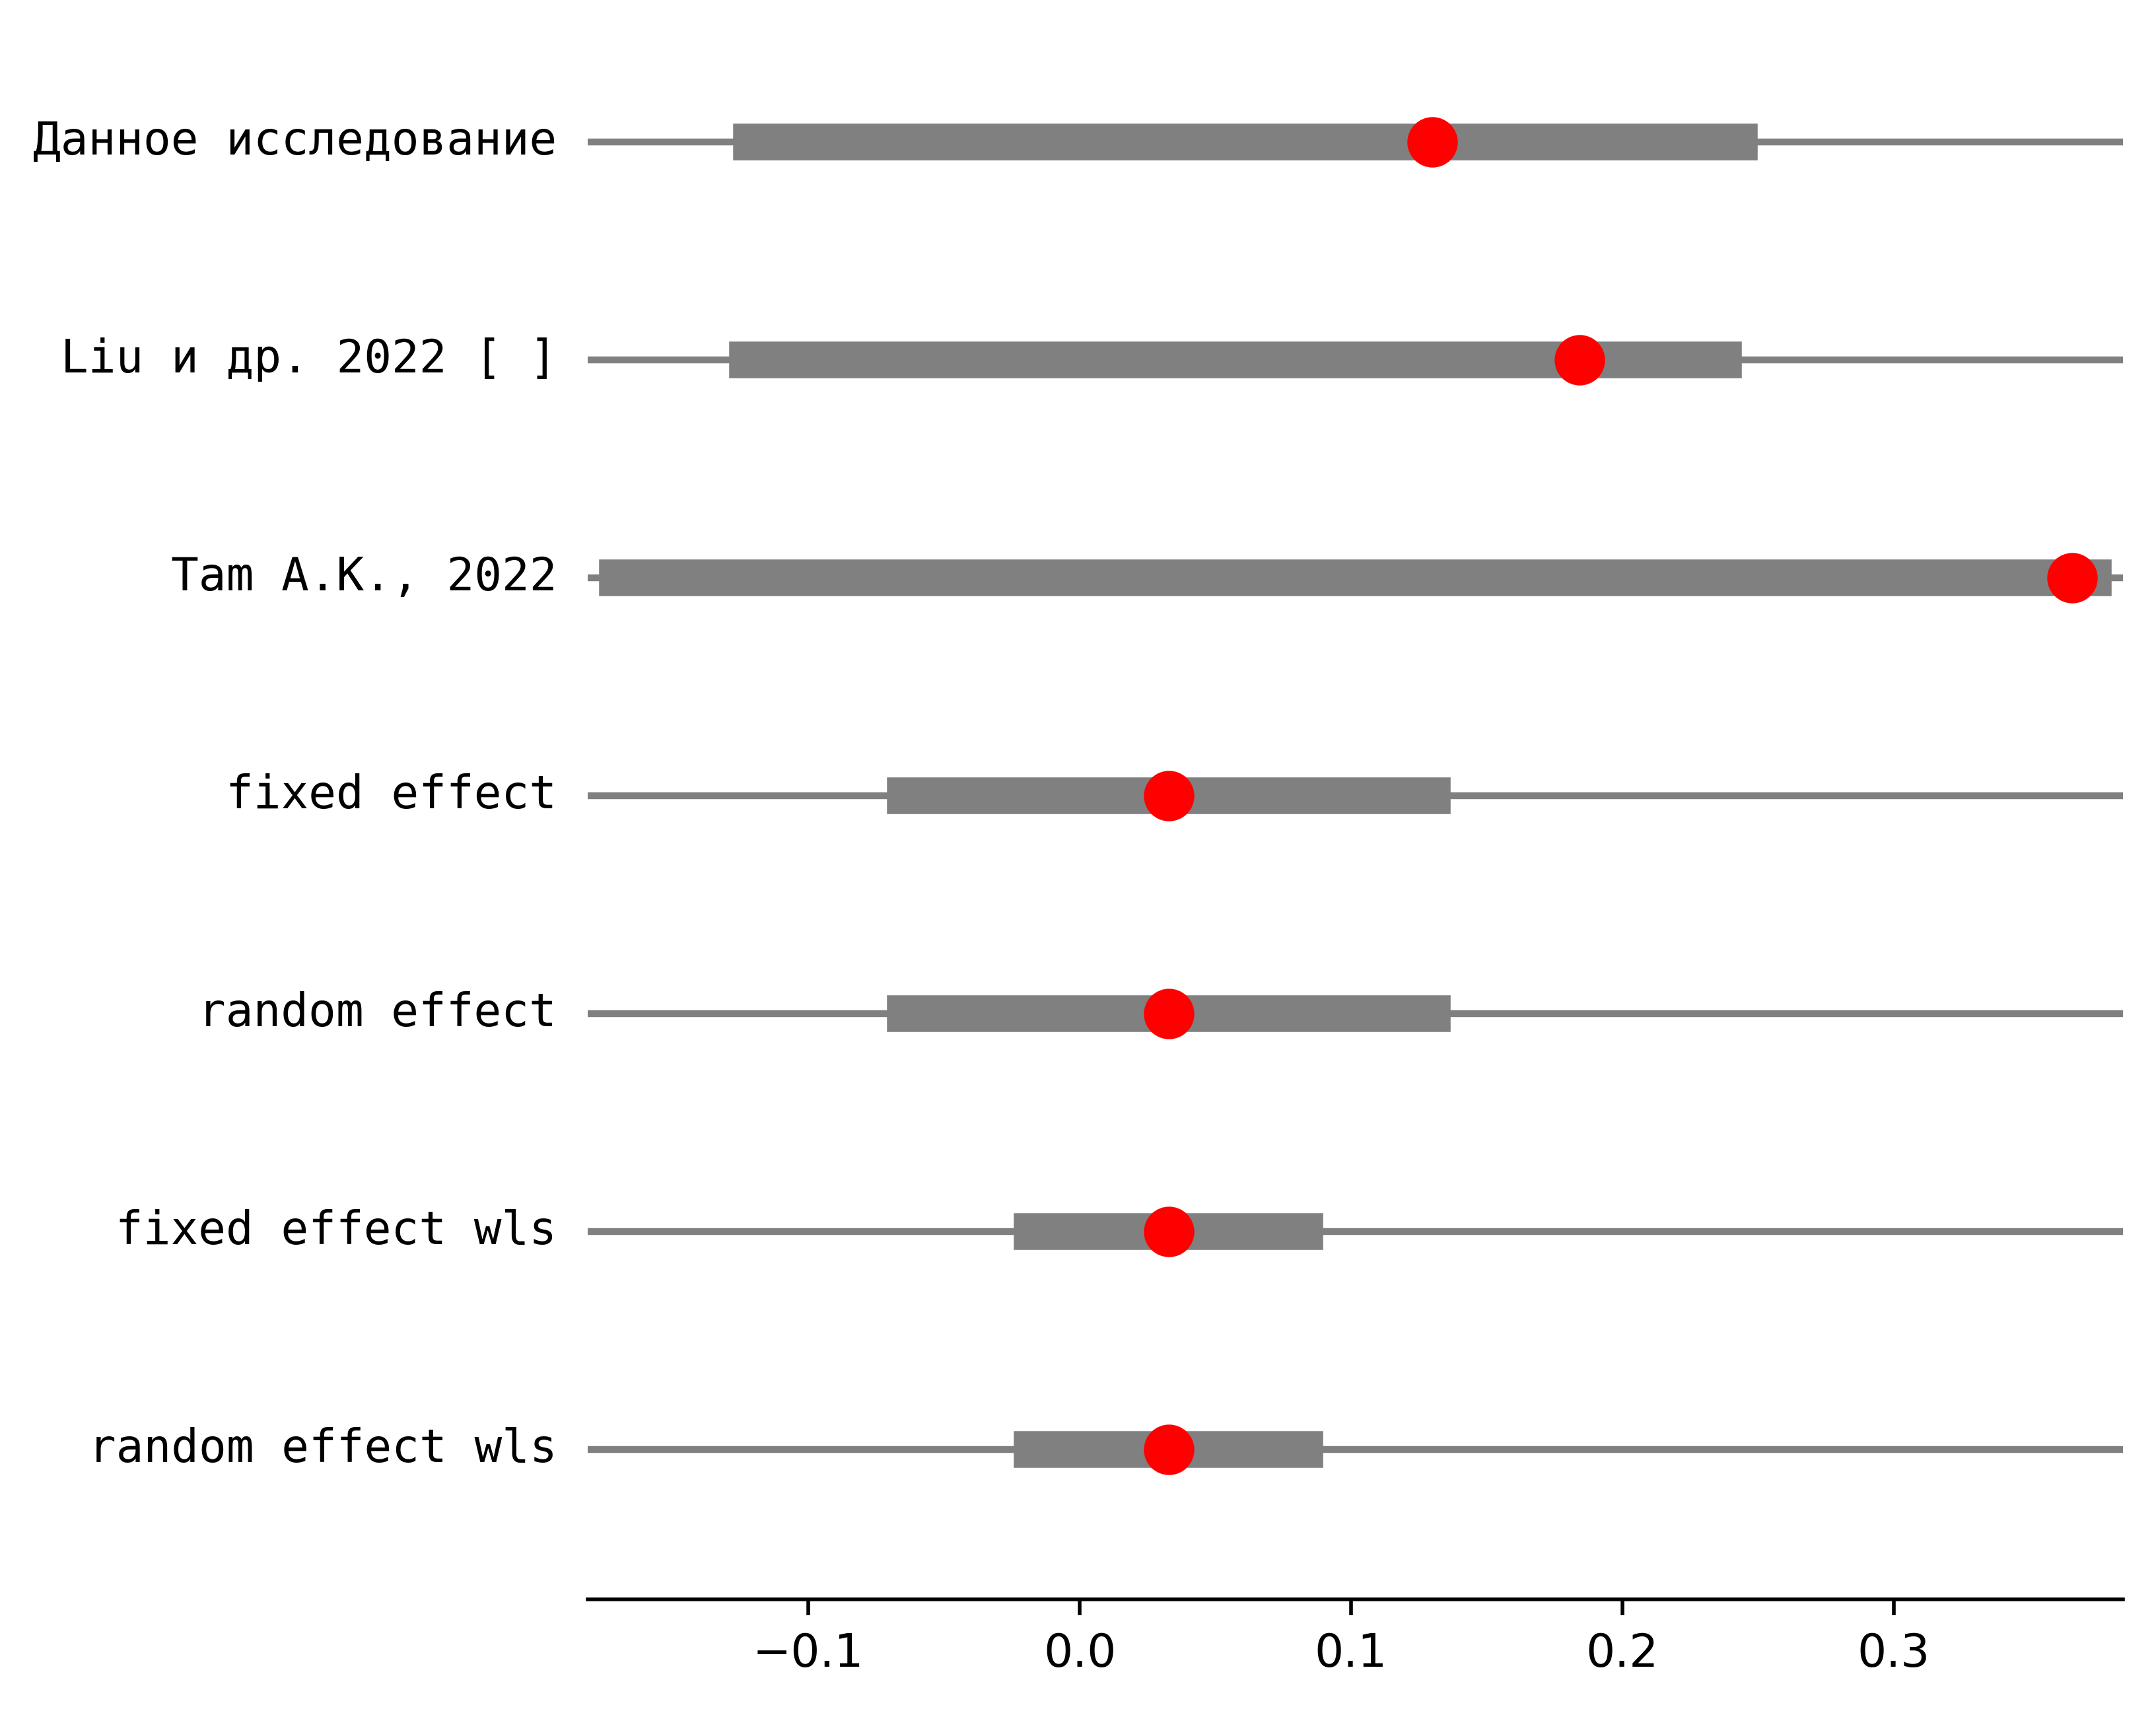 Данное исследование
Liu и др. 2022 [ ]
Tam A.K., 2022
fixed effect
random effect
fixed effect wls
random effect wls
−0.1 0.0 0.1 0.2 0.3